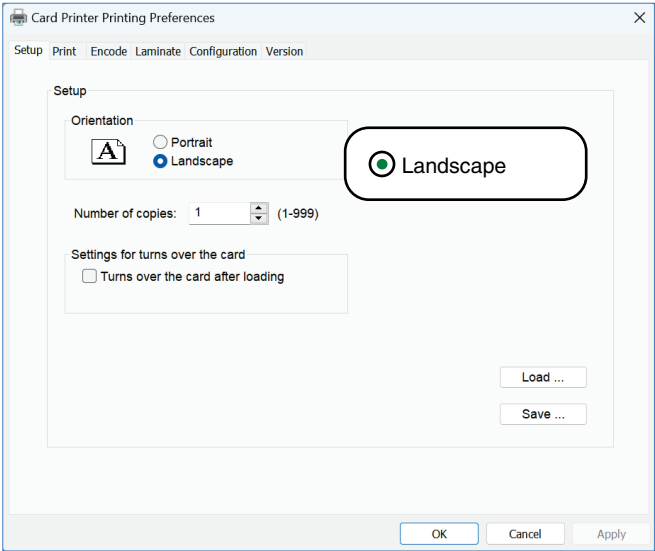 Card Printer Printing Preferences
Setup Print Encode Laminate Configuration Version
Setup
Orientation
A
Portrait
Landscape
Landscape
Number of copies: 1 (1-999)
Settings for turns over the card
Turns over the card after loading
Load ...
Save ...
OK Cancel Apply